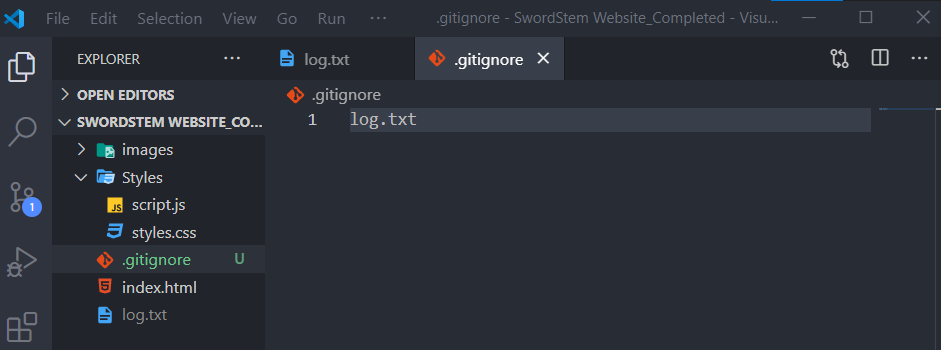 File Edit Selection View Go Run ··· .gitignore - SwordStem Website_Completed - Visu...
EXPLORER ···
log.txt
.gitignore
OPEN EDITORS
.gitignore
SWORDSTEM WEBSITE_CO...
1 log.txt
images
Styles
JS script.js
1
styles.css
.gitignore U
index.html
log.txt